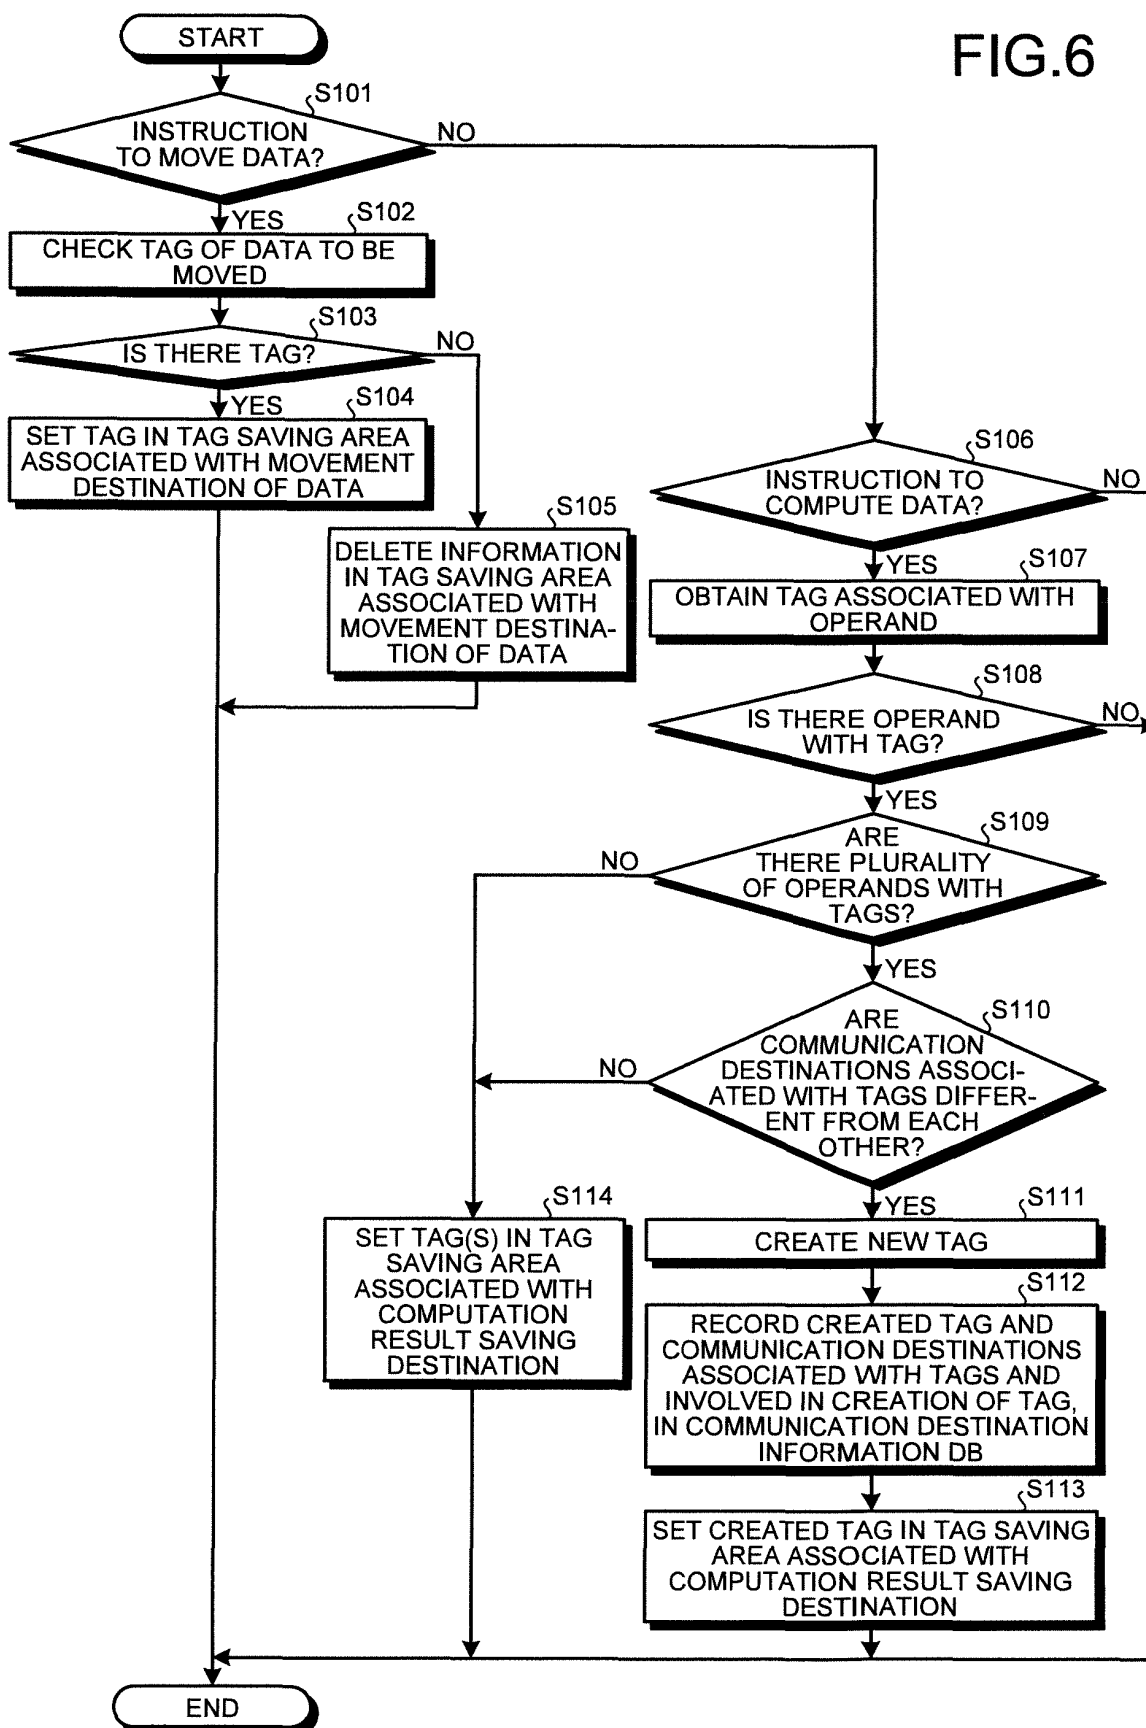 FIG.6
START
S101
INSTRUCTION
TO MOVE DATA?
NO
YES
S102
CHECK TAG OF DATA TO BE
MOVED
S103
IS THERE TAG?
NO
YES
S104
SET TAG IN TAG SAVING AREA
ASSOCIATED WITH MOVEMENT
DESTINATION OF DATA
S105
DELETE INFORMATION
IN TAG SAVING AREA
ASSOCIATED WITH
MOVEMENT DESTINA-
TION OF DATA
S106
INSTRUCTION TO
COMPUTE DATA?
NO
YES
S107
OBTAIN TAG ASSOCIATED WITH
OPERAND
S108
IS THERE OPERAND
WITH TAG?
NO
YES
S109
ARE
THERE PLURALITY
OF OPERANDS WITH
TAGS?
NO
YES
S110
ARE
COMMUNICATION
DESTINATIONS ASSOCI-
ATED WITH TAGS DIFFER-
ENT FROM EACH
OTHER?
NO
YES
S111
CREATE NEW TAG
S112
RECORD CREATED TAG AND
COMMUNICATION DESTINATIONS
ASSOCIATED WITH TAGS AND
INVOLVED IN CREATION OF TAG,
IN COMMUNICATION DESTINATION
INFORMATION DB
S113
SET CREATED TAG IN TAG SAVING
AREA ASSOCIATED WITH
COMPUTATION RESULT SAVING
DESTINATION
S114
SET TAG(S) IN TAG
SAVING AREA
ASSOCIATED WITH
COMPUTATION
RESULT SAVING
DESTINATION
END